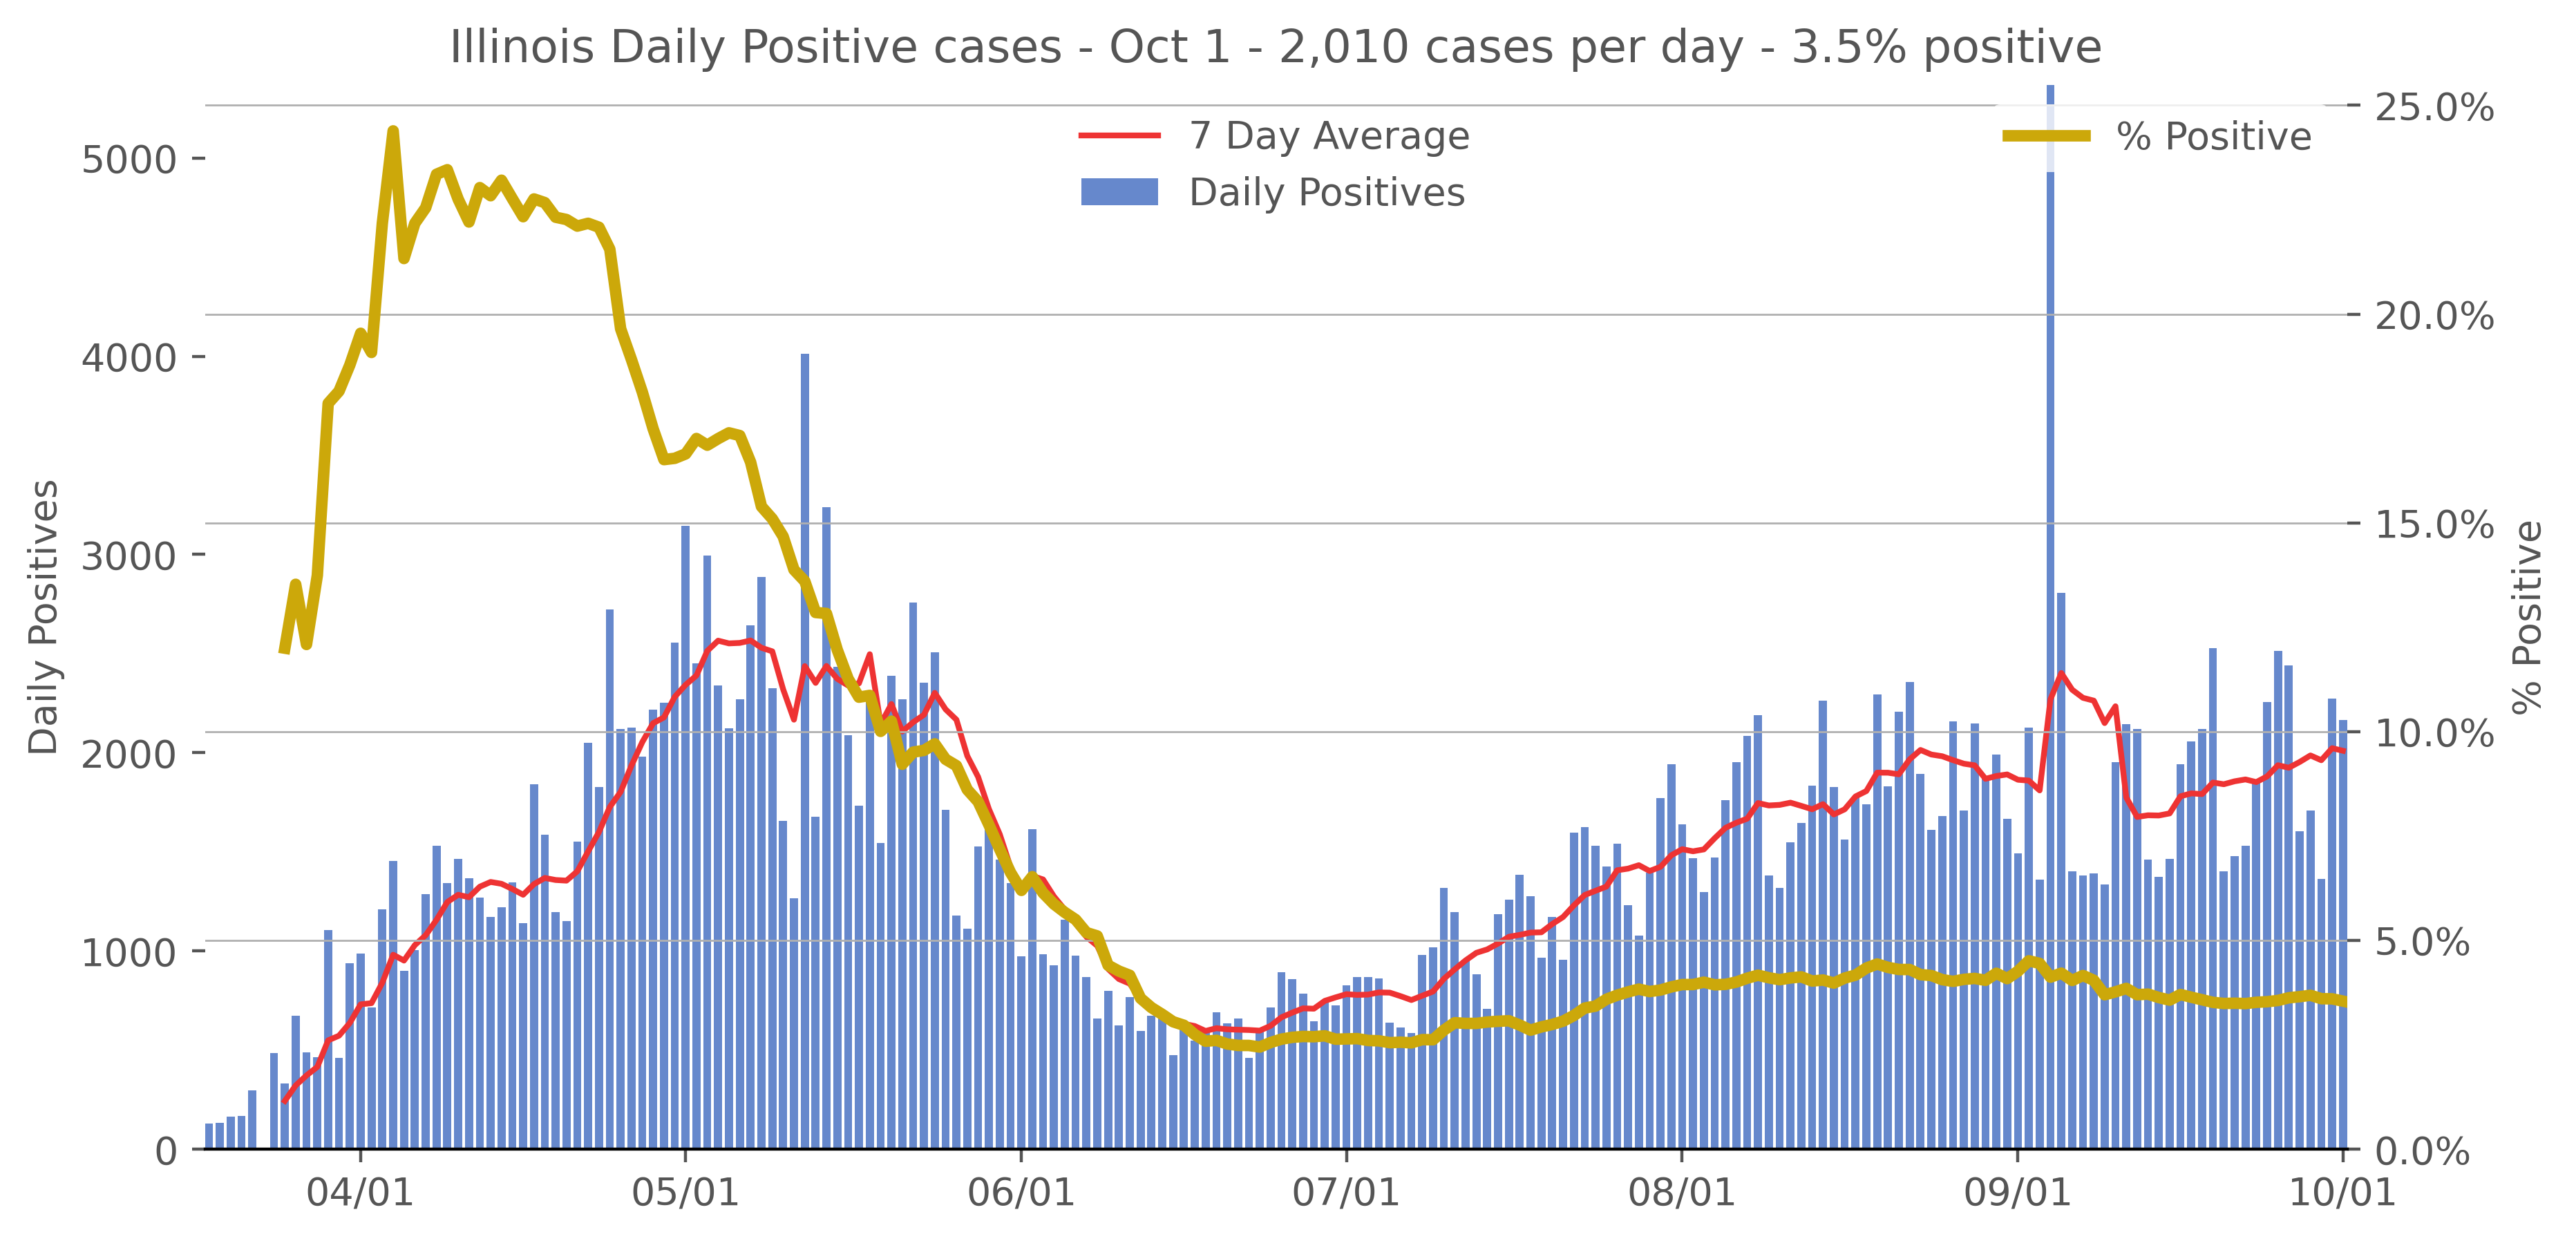 Illinois Daily Positive cases - Oct 1 - 2,010 cases per day - 3.5% positive
7 Day Average
Daily Positives
% Positive
Daily Positives
5000
4000
3000
2000
1000
0
25.0%
20.0%
15.0%
10.0%
5.0%
0.0%
% Positive
04/01 05/01 06/01 07/01 08/01 09/01 10/01